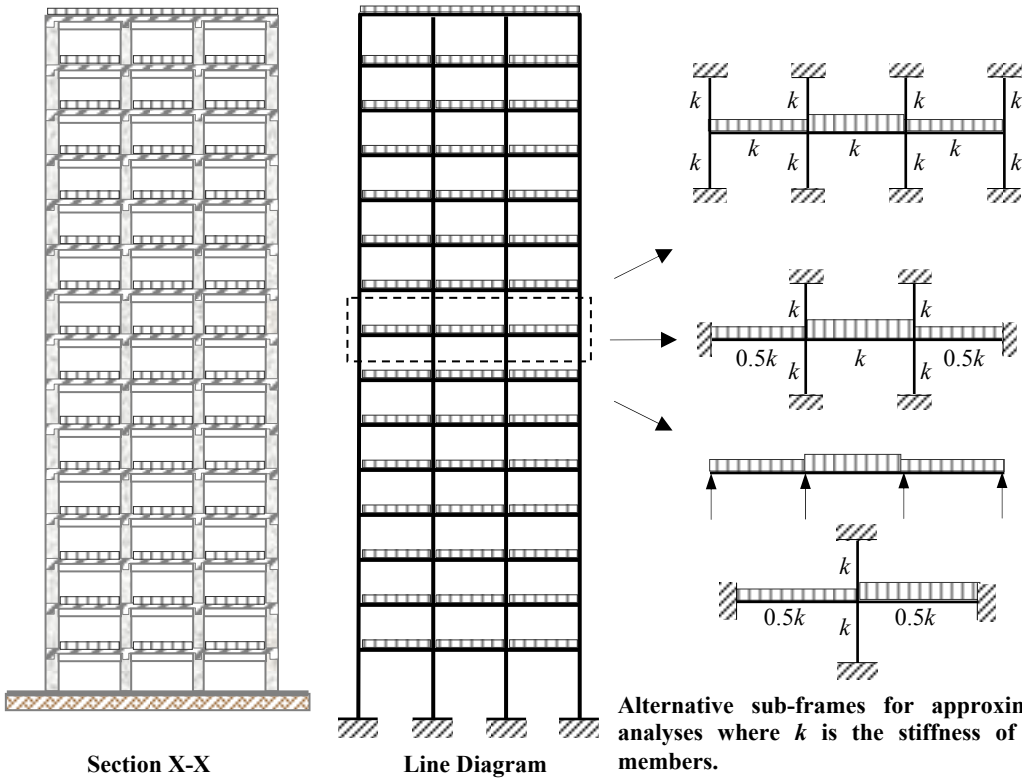 k k k k
k k k
k k k k
k k
0.5k k 0.5k
k k
k
0.5k 0.5k
k
Alternative sub-frames for approxim
analyses where k is the stiffness of
members.
Section X-X
Line Diagram